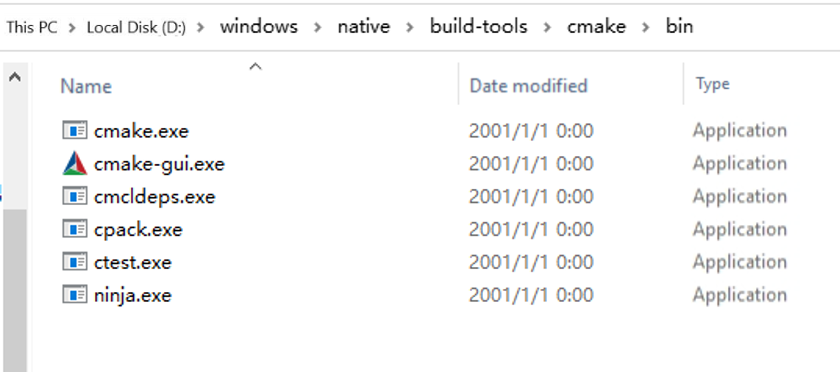 This PC > Local Disk (D:) > windows > native > build-tools > cmake > bin
Name Date modified Type
cmake.exe 2001/1/1 0:00 Application
cmake-gui.exe 2001/1/1 0:00 Application
cmcldeps.exe 2001/1/1 0:00 Application
cpack.exe 2001/1/1 0:00 Application
ctest.exe 2001/1/1 0:00 Application
ninja.exe 2001/1/1 0:00 Application